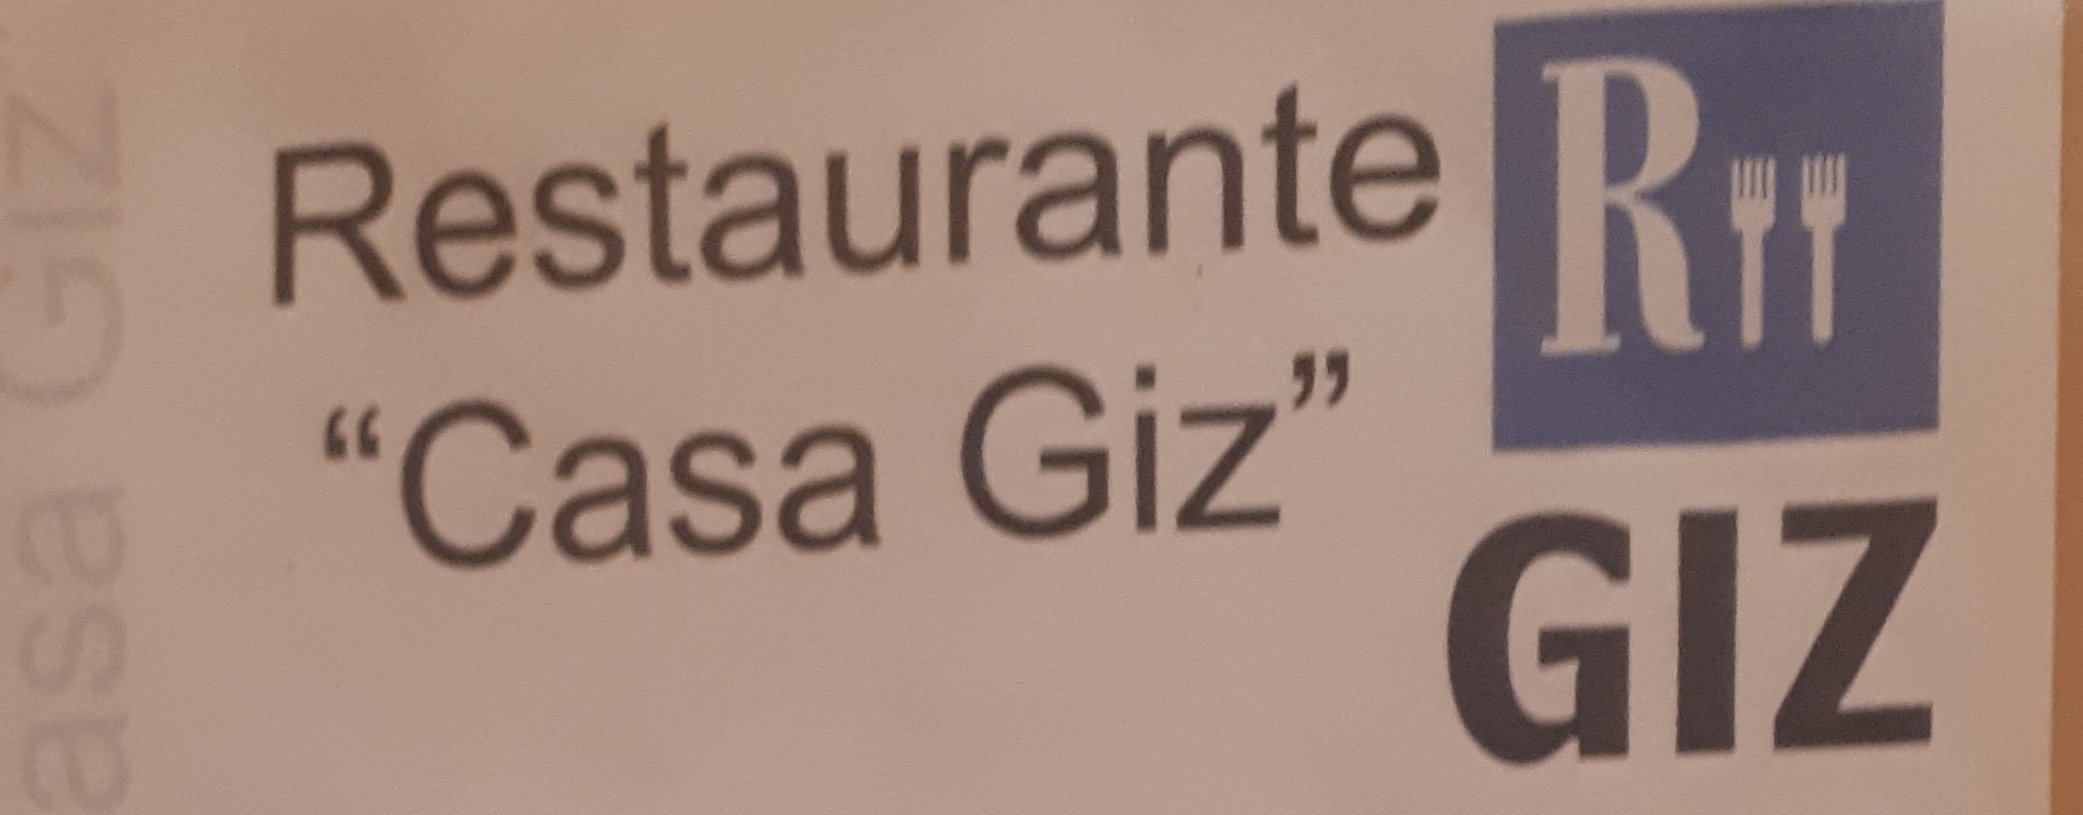 Restaurante
“Casa Giz”
R
GIZ
asa Giz